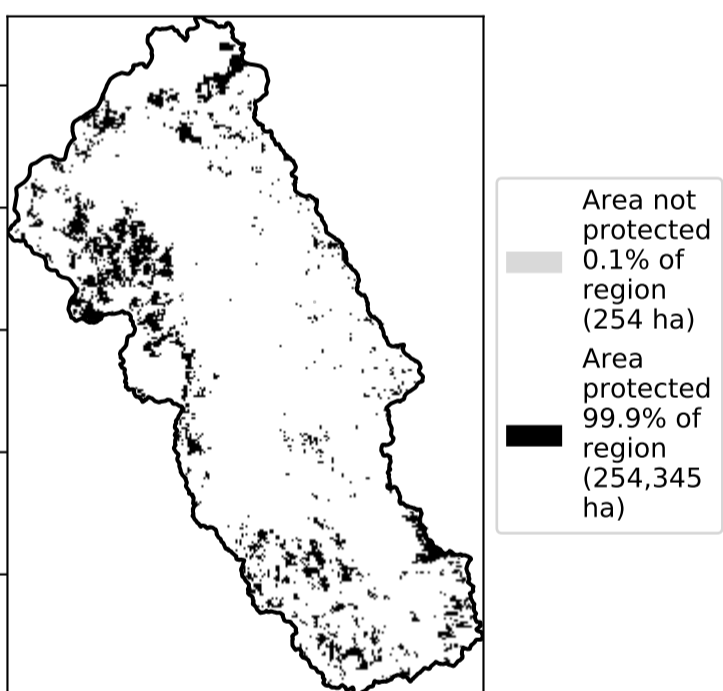 Area not
protected
0.1% of
region
(254 ha)
Area
protected
99.9% of
region
(254,345
ha)